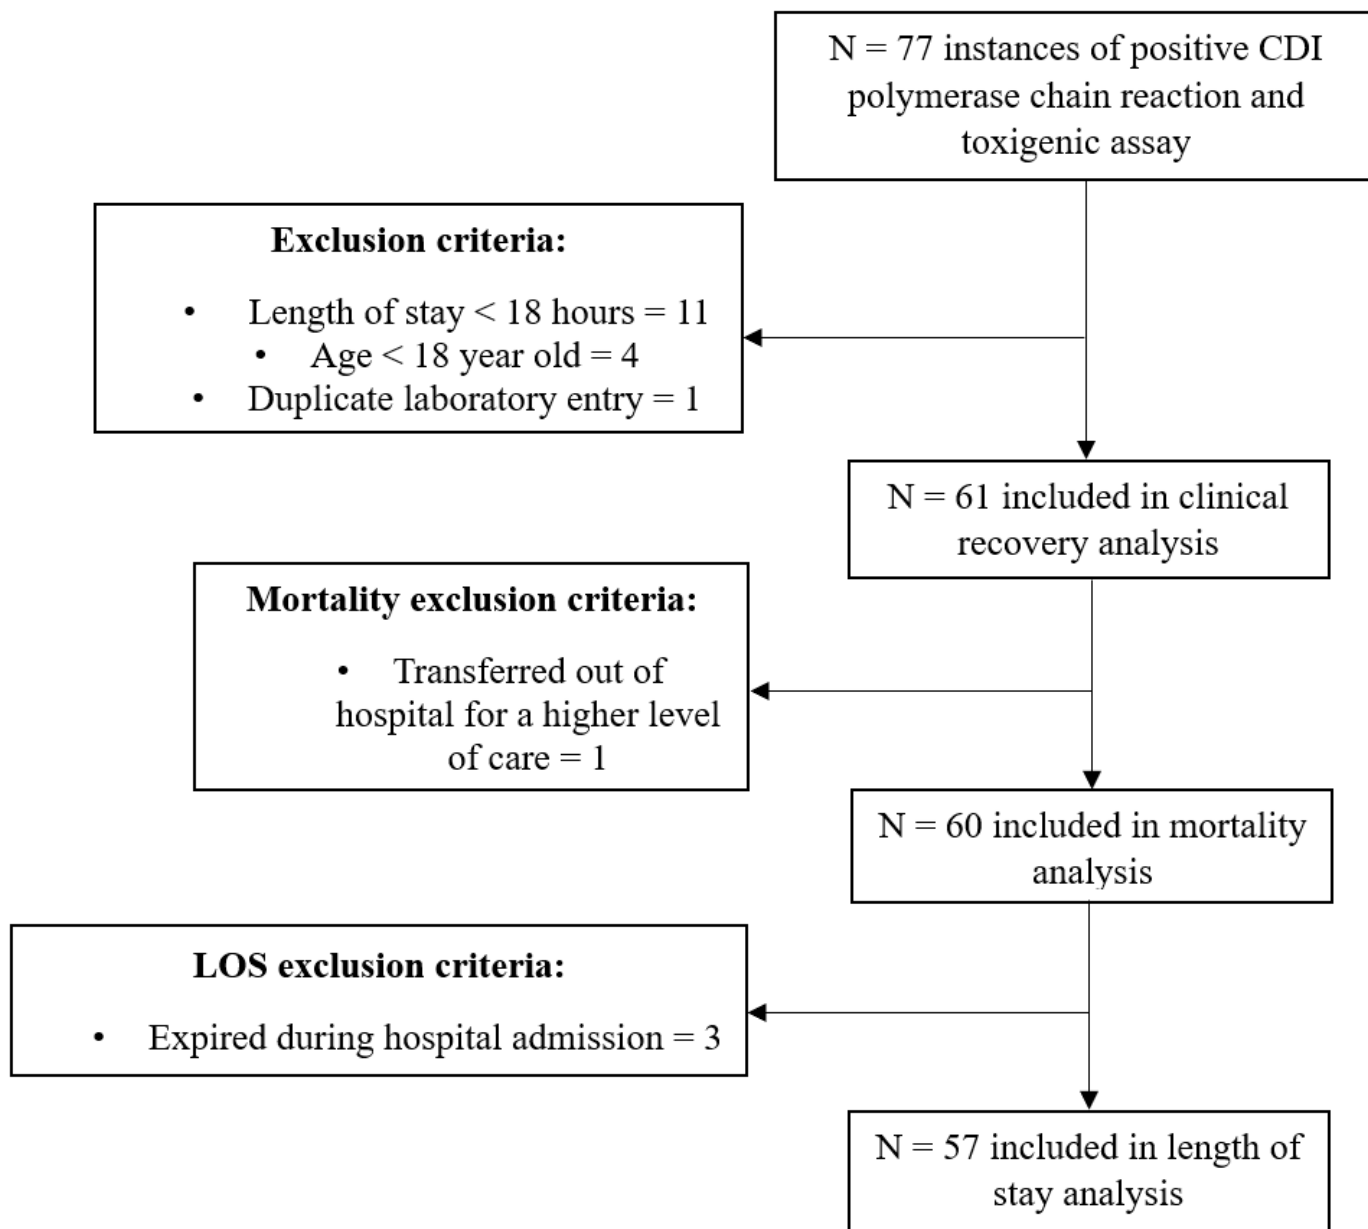 N = 77 instances of positive CDI
polymerase chain reaction and
toxigenic assay
Exclusion criteria:
• Length of stay < 18 hours = 11
• Age < 18 year old = 4
• Duplicate laboratory entry = 1
N = 61 included in clinical
recovery analysis
Mortality exclusion criteria:
• Transferred out of
hospital for a higher level
of care = 1
N = 60 included in mortality
analysis
LOS exclusion criteria:
• Expired during hospital admission = 3
N = 57 included in length of
stay analysis